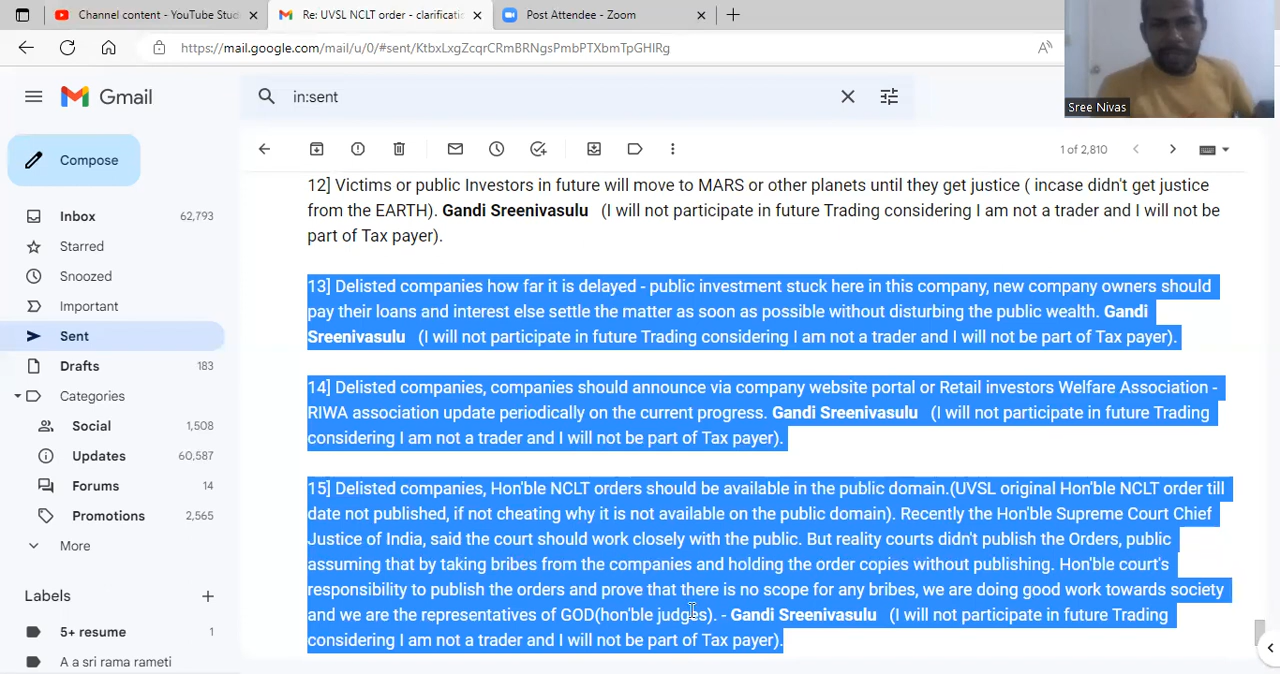 Channel content - YouTube Stud
Re: UVSL NCLT order - clarificatio
Post Attendee - Zoom
https://mail.google.com/mail/u/0/#sent/KtbxLxgZcqrCRmBRNgsPmbPTXbmTpGHlRg
Sree Nivas
Gmail
in:sent
Compose
1 of 2,810
Inbox 62,793
Starred
Snoozed
Important
Sent
Drafts 183
Categories
Social 1,508
Updates 60,587
Forums 14
Promotions 2,565
More
Labels
5+ resume 1
A a sri rama rameti
12] Victims or public Investors in future will move to MARS or other planets until they get justice ( incase didn't get justice
from the EARTH). Gandi Sreenivasulu (I will not participate in future Trading considering I am not a trader and I will not be
part of Tax payer).
13] Delisted companies how far it is delayed - public investment stuck here in this company, new company owners should
pay their loans and interest else settle the matter as soon as possible without disturbing the public wealth. Gandi
Sreenivasulu (I will not participate in future Trading considering I am not a trader and I will not be part of Tax payer).
14] Delisted companies, companies should announce via company website portal or Retail investors Welfare Association -
RIWA association update periodically on the current progress. Gandi Sreenivasulu (I will not participate in future Trading
considering I am not a trader and I will not be part of Tax payer).
15] Delisted companies, Hon'ble NCLT orders should be available in the public domain.(UVSL original Hon'ble NCLT order till
date not published, if not cheating why it is not available on the public domain). Recently the Hon'ble Supreme Court Chief
Justice of India, said the court should work closely with the public. But reality courts didn't publish the Orders, public
assuming that by taking bribes from the companies and holding the order copies without publishing. Hon'ble court's
responsibility to publish the orders and prove that there is no scope for any bribes, we are doing good work towards society
and we are the representatives of GOD(hon'ble judges). - Gandi Sreenivasulu (I will not participate in future Trading
considering I am not a trader and I will not be part of Tax payer).